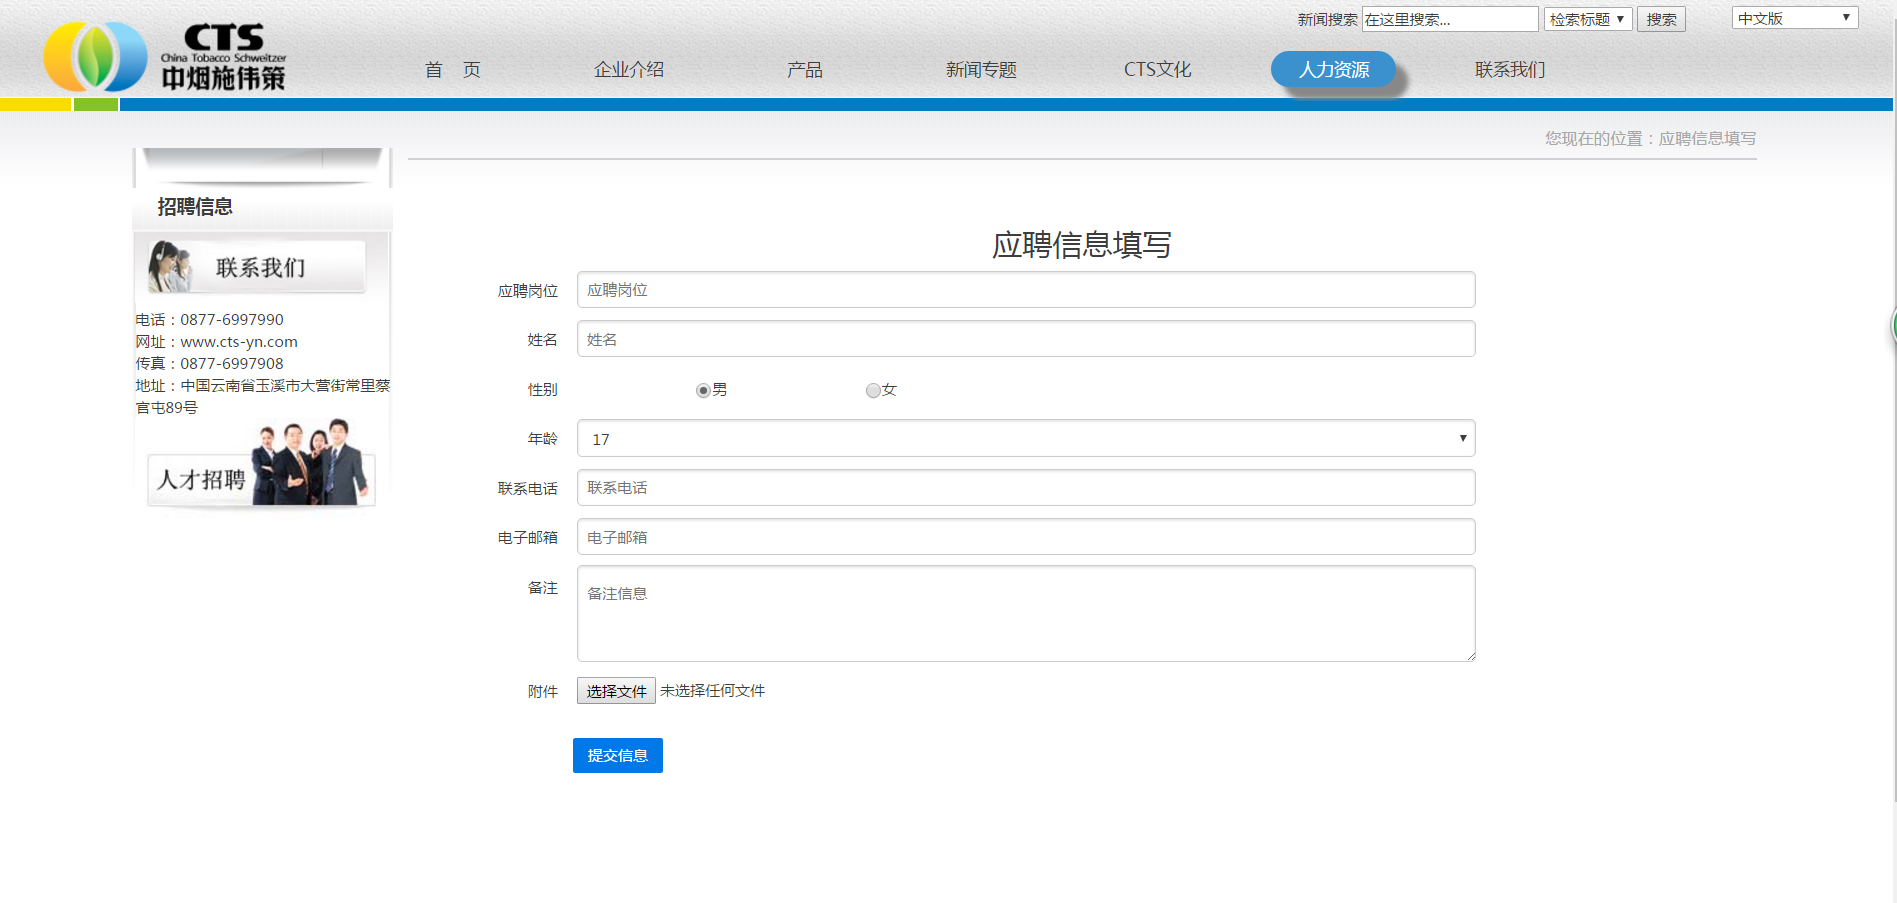 新闻搜索 在这里搜索... 检索标题 搜索 中文版
CTS
China Tobacco Schweitzer
中烟施伟策
首 页 企业介绍 产品 新闻专题 CTS文化 人力资源 联系我们
您现在的位置：应聘信息填写
招聘信息
联系我们
电话：0877-6997990
网址：www.cts-yn.com
传真：0877-6997908
地址：中国云南省玉溪市大营街常里蔡
官屯89号
人才招聘
应聘信息填写
应聘岗位 应聘岗位
姓名 姓名
性别 男 女
年龄 17
联系电话 联系电话
电子邮箱 电子邮箱
备注 备注信息
附件 选择文件 未选择任何文件
提交信息